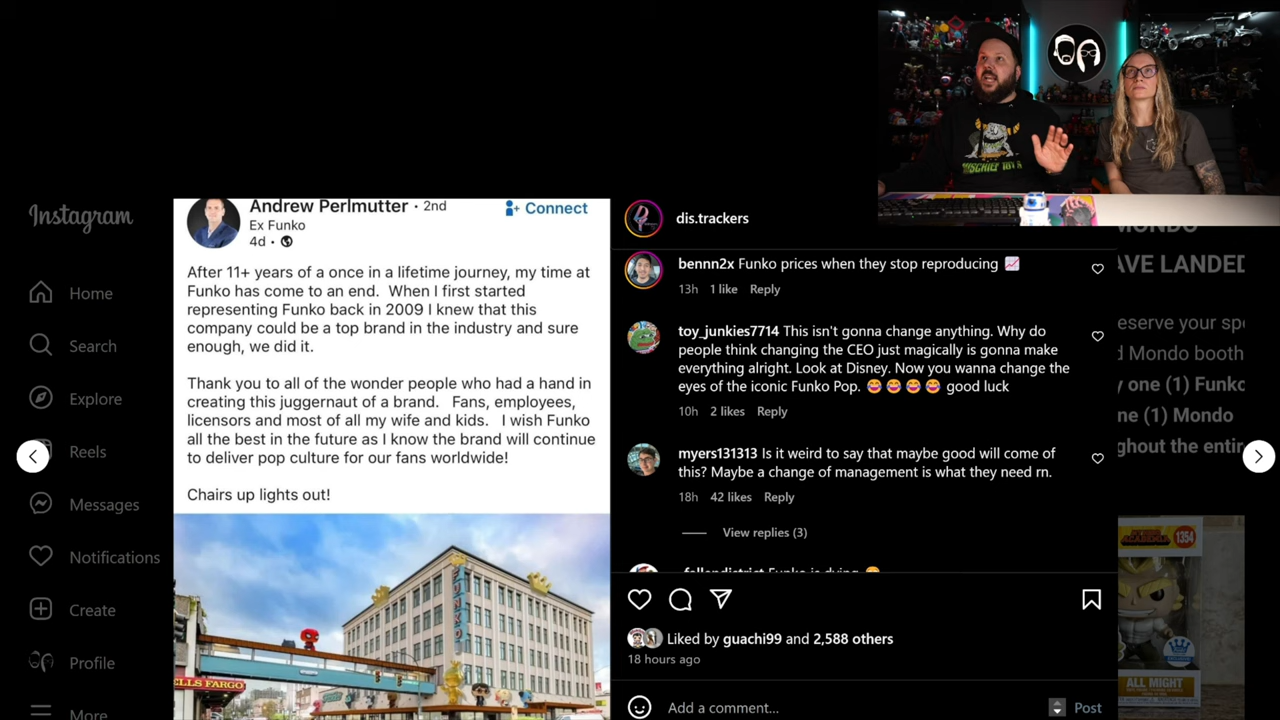 MISCHIEF TOYS
Instagram
Home
Search
Explore
Reels
Messages
Notifications
Create
Profile
More
Andrew Perlmutter · 2nd
Connect
Ex Funko
4d ·
After 11+ years of a once in a lifetime journey, my time at
Funko has come to an end. When I first started
representing Funko back in 2009 I knew that this
company could be a top brand in the industry and sure
enough, we did it.
Thank you to all of the wonder people who had a hand in
creating this juggernaut of a brand. Fans, employees,
licensors and most of all my wife and kids. I wish Funko
all the best in the future as I know the brand will continue
to deliver pop culture for our fans worldwide!
Chairs up lights out!
FUNKO
ELLS FARGO
dis.trackers
bennn2x Funko prices when they stop reproducing 📈
13h 1 like Reply
toy_junkies7714 This isn't gonna change anything. Why do
people think changing the CEO just magically is gonna make
everything alright. Look at Disney. Now you wanna change the
eyes of the iconic Funko Pop. 😂 😂 😂 😂 good luck
10h 2 likes Reply
myers131313 Is it weird to say that maybe good will come of
this? Maybe a change of management is what they need rn.
18h 42 likes Reply
View replies (3)
Funko is dying
Liked by guachi99 and 2,588 others
18 hours ago
Add a comment...
Post
MONDO
AVE LANDED
eserve your sp
d Mondo booth
y one (1) Funko
ne (1) Mondo
ghout the entir
ACADEMIA
1354
ALL MIGHT